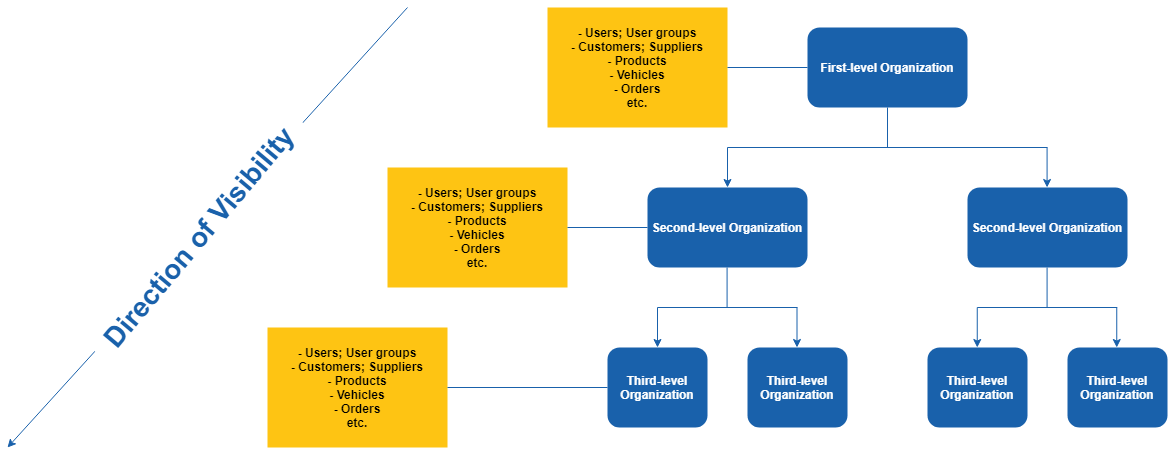 - Users; User groups
- Customers; Suppliers
- Products
- Vehicles
- Orders
etc.
First-level Organization
Direction of Visibility
- Users; User groups
- Customers; Suppliers
- Products
- Vehicles
- Orders
etc.
Second-level Organization
Second-level Organization
- Users; User groups
- Customers; Suppliers
- Products
- Vehicles
- Orders
etc.
Third-level
Organization
Third-level
Organization
Third-level
Organization
Third-level
Organization